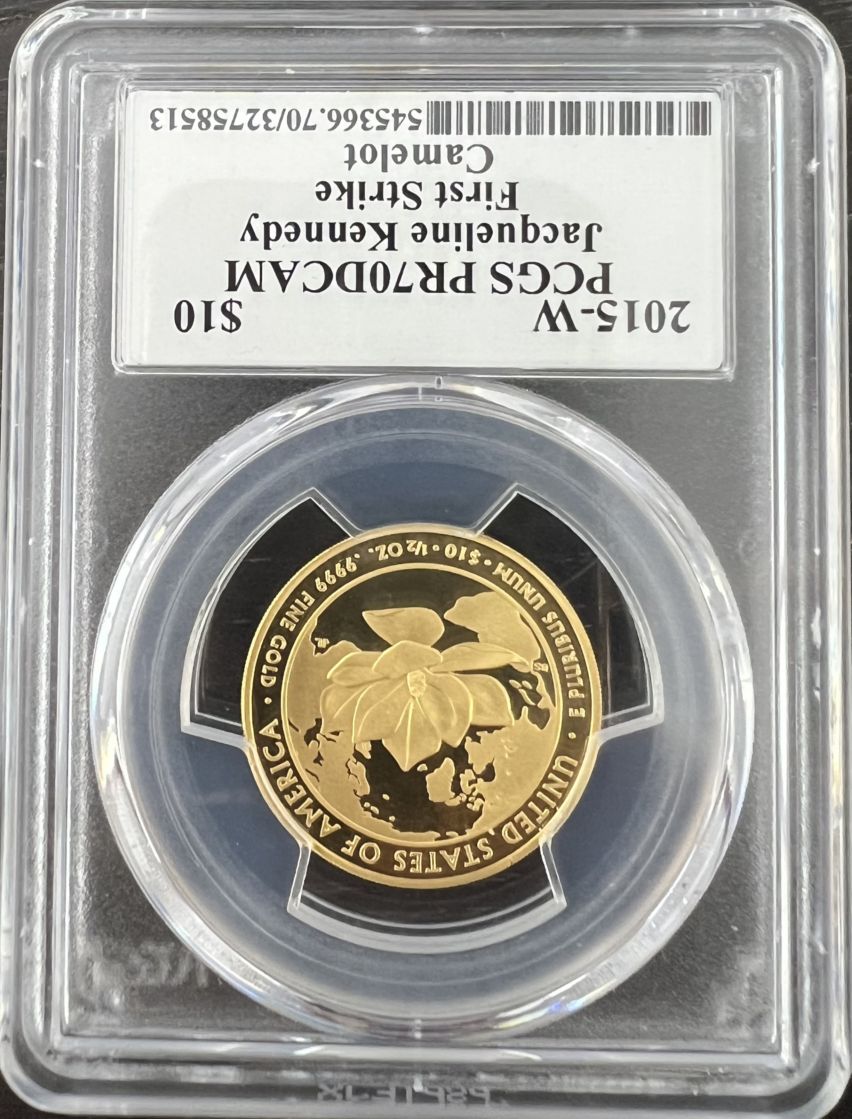 2015-W $10
PCGS PR70DCAM
Jacqueline Kennedy
First Strike
Camelot
545366.70/32758513
UNITED STATES OF AMERICA
E PLURIBUS UNUM • $10 • 1/2 OZ. .9999 FINE GOLD